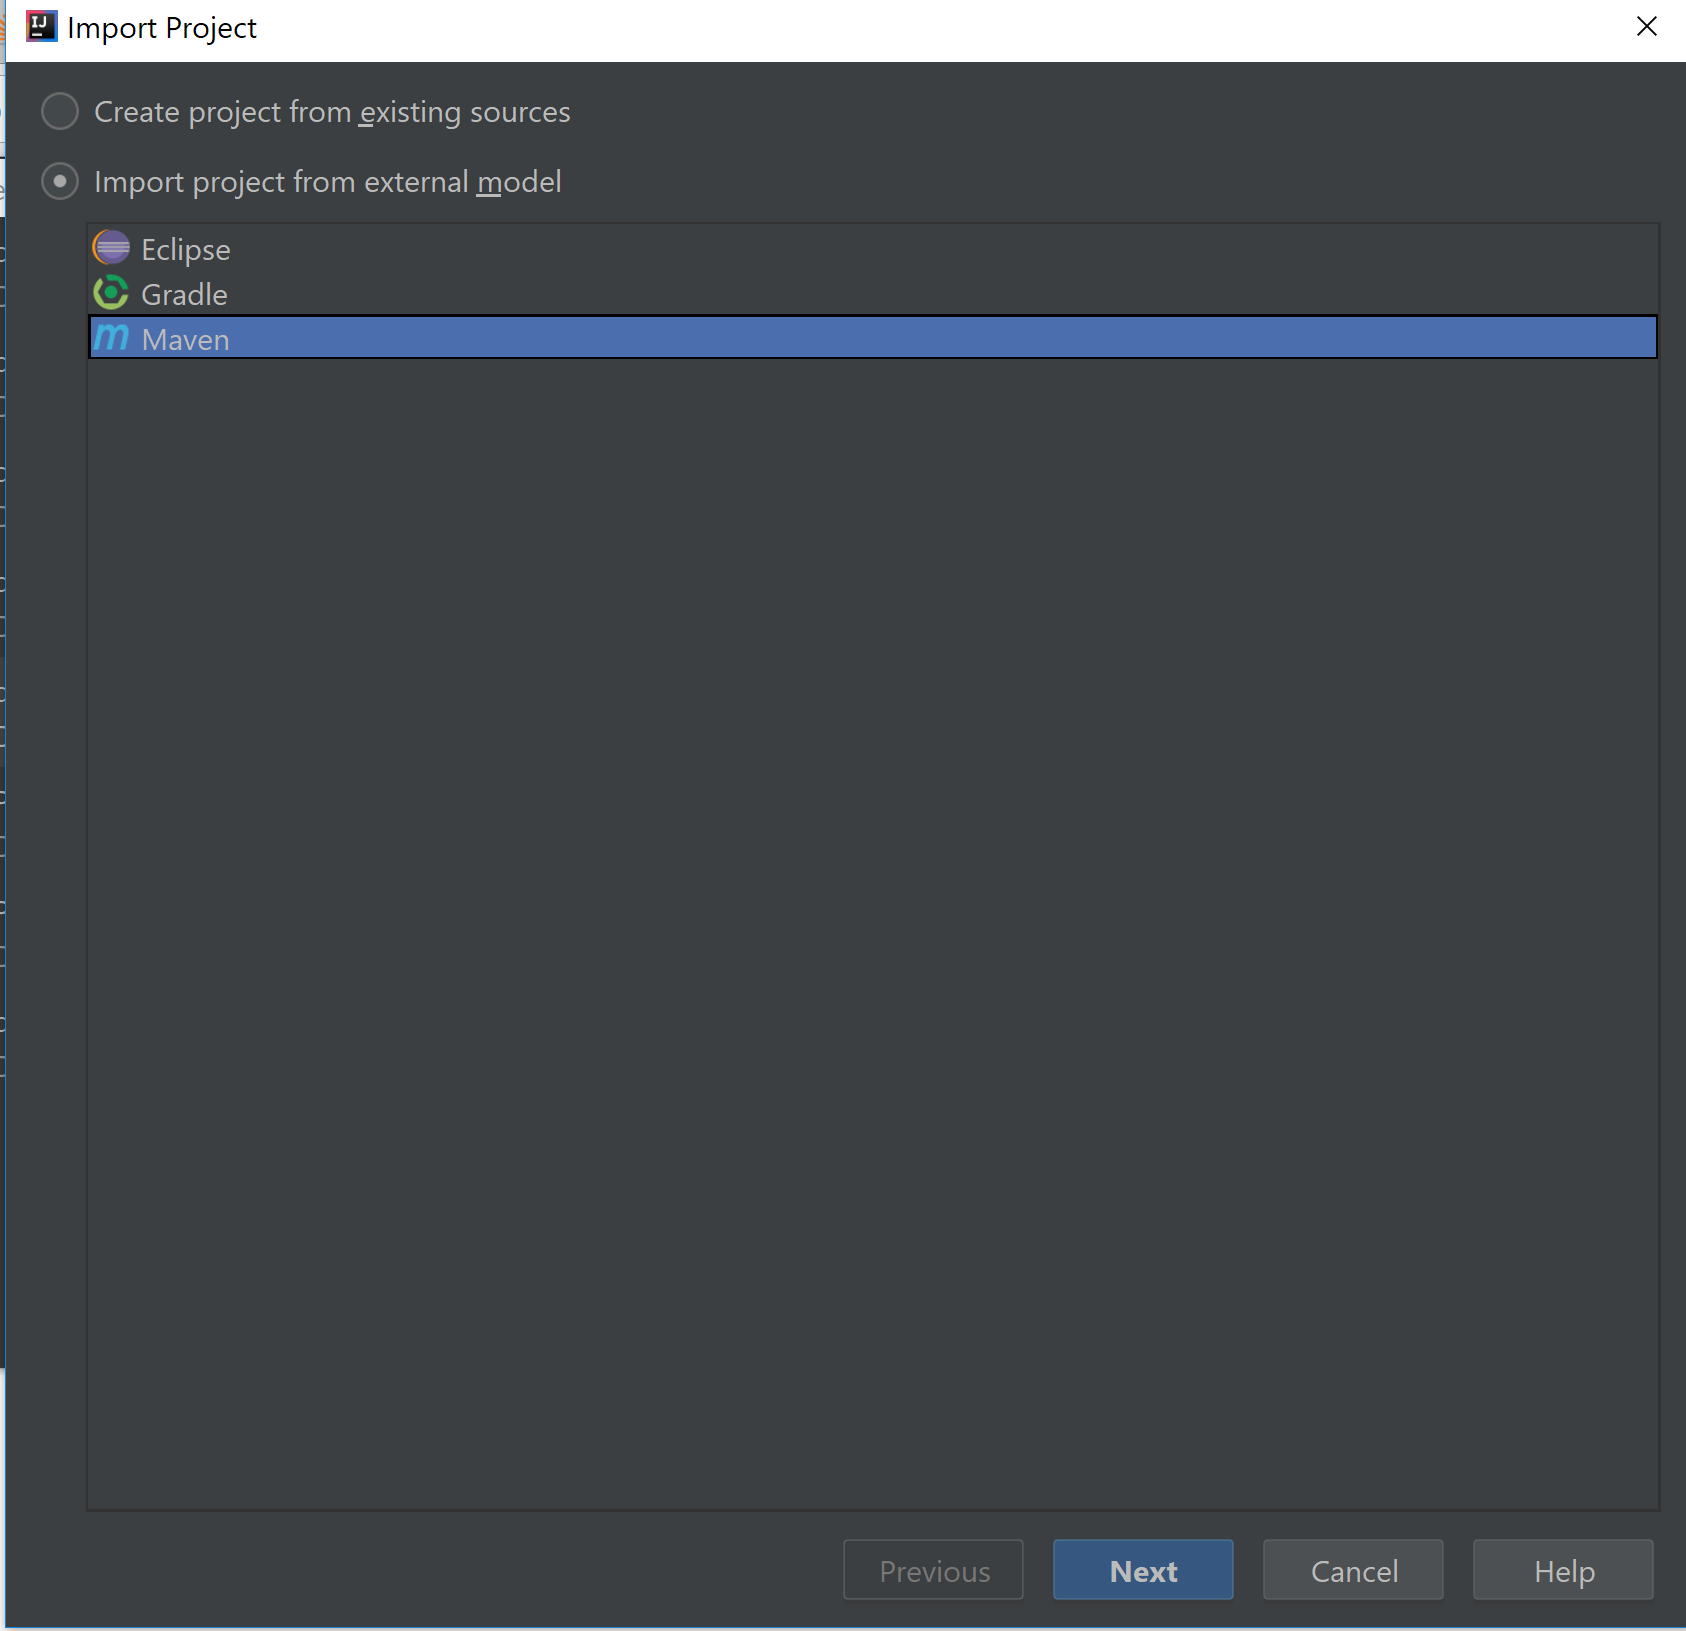 IJ Import Project
Create project from existing sources
Import project from external model
Eclipse
Gradle
m Maven
Previous Next Cancel Help